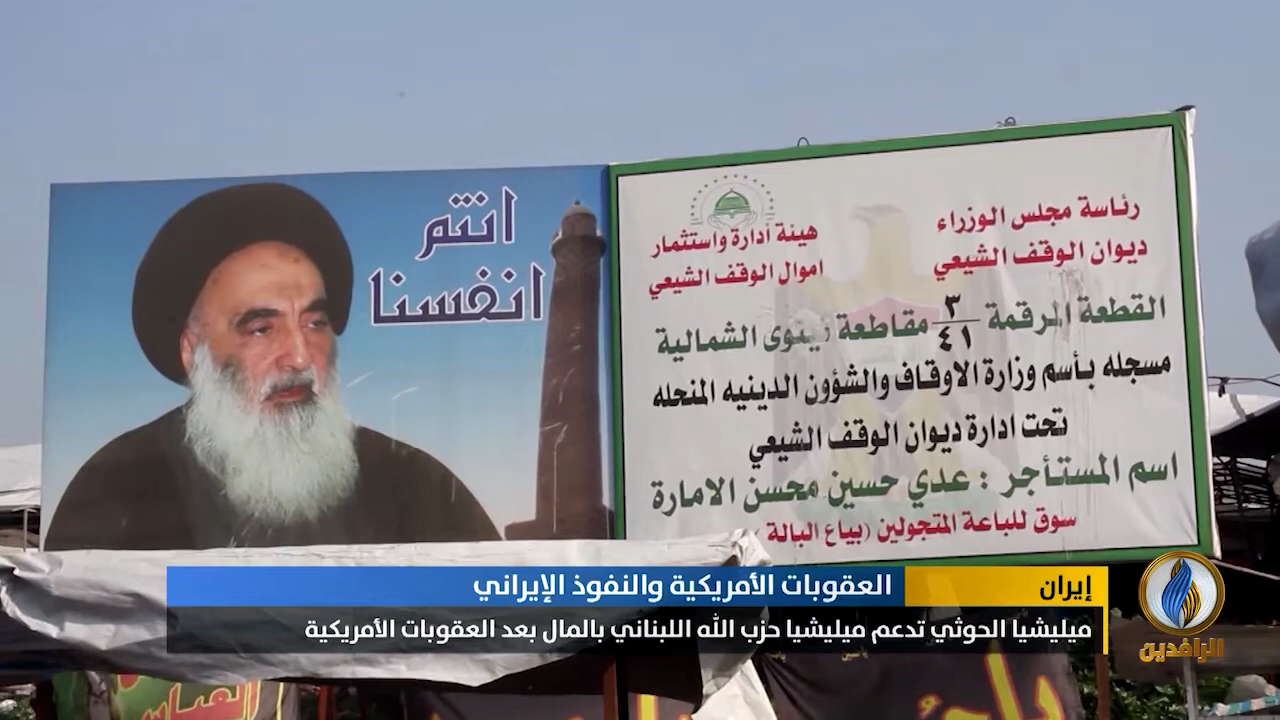 انتم
انفسنا
رئاسة مجلس الوزراء
ديوان الوقف الشيعي
هيئة أدارة واستثمار
اموال الوقف الشيعي
القطعة المرقمة ٣/٤١ مقاطعة نينوى الشمالية
مسجله بأسم وزارة الاوقاف والشؤون الدينيه المنحله
تحت ادارة ديوان الوقف الشيعي
اسم المستأجر : عدي حسين محسن الامارة
سوق للباعة المتجولين (بياع البالة )
إيران
العقوبات الأمريكية والنفوذ الإيراني
ميليشيا الحوثي تدعم ميليشيا حزب الله اللبناني بالمال بعد العقوبات الأمريكية
الرافدين
العباس